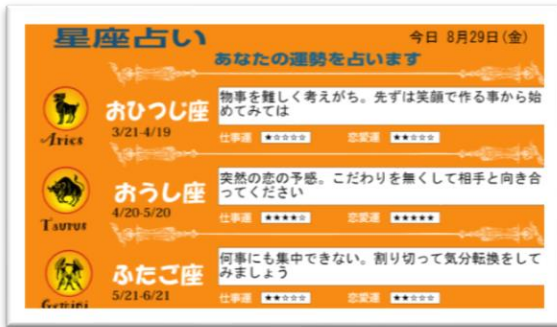 星座占い
今日 8月29日(金)
あなたの運勢を占います
おひつじ座
3/21-4/19
Aries
物事を難しく考えがち。先ずは笑顔で作る事から始
めてみては
仕事運 ★☆☆☆☆ 恋愛運 ★★☆☆☆
おうし座
4/20-5/20
Taurus
突然の恋の予感。こだわりを無くして相手と向き合
ってください
仕事運 ★★★★☆ 恋愛運 ★★★★★
ふたご座
5/21-6/21
Gemini
何事にも集中できない。割り切って気分転換をして
みましょう
仕事運 ★★☆☆☆ 恋愛運 ★★☆☆☆